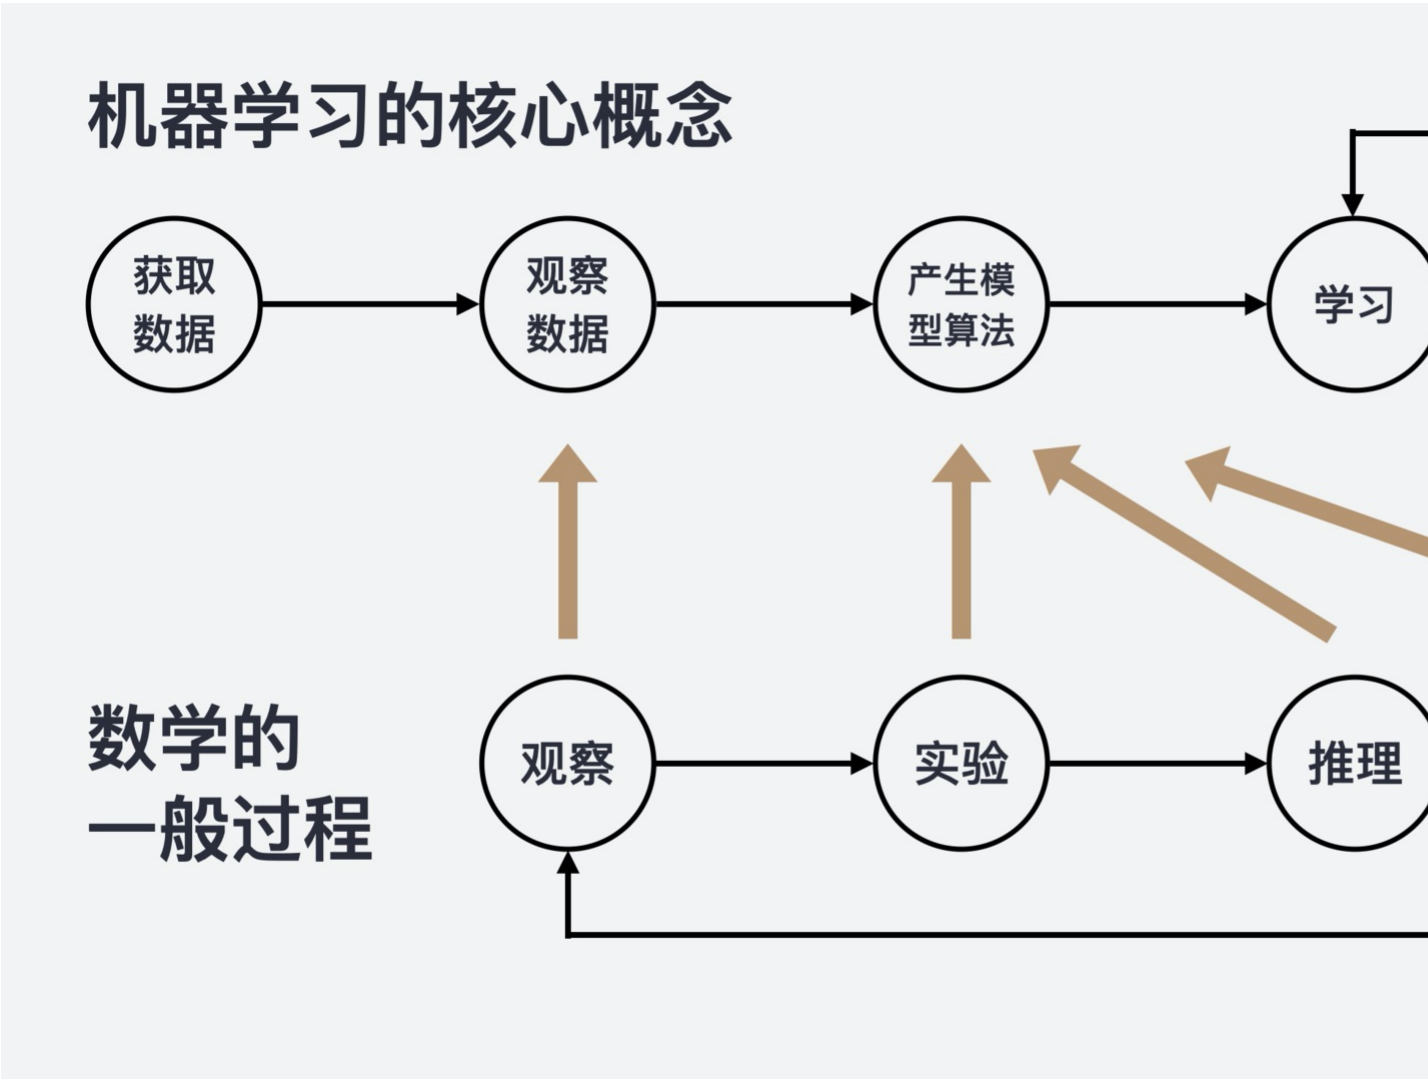 机器学习的核心概念
获取
数据
观察
数据
产生模
型算法
学习
数学的
一般过程
观察
实验
推理